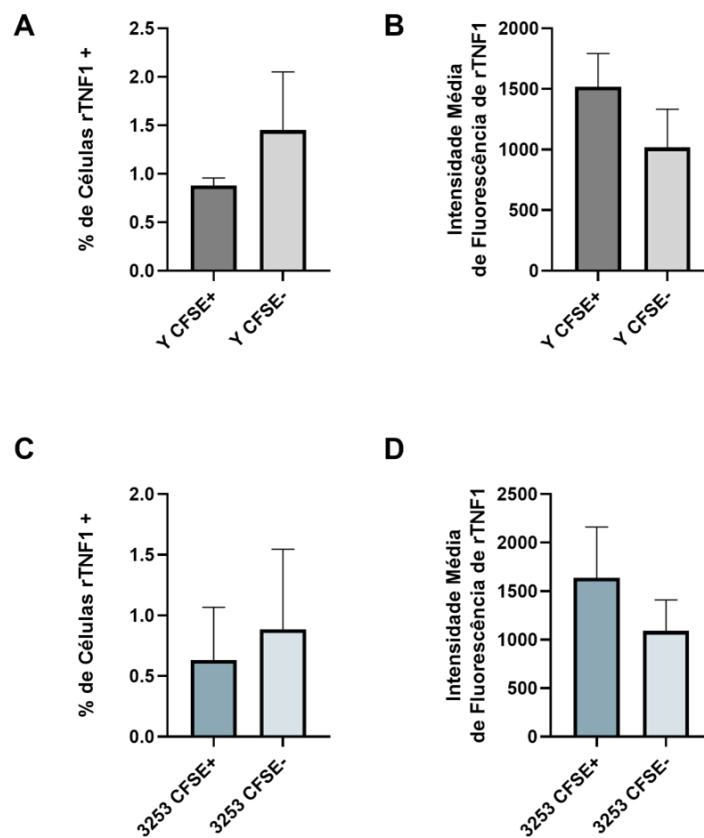 A
% de Células rTNF1 +
2.5
2.0
1.5
1.0
0.5
0.0
Y CFSE+
Y CFSE-
B
Intensidade Média
de Fluorescência de rTNF1
2000
1500
1000
500
0
Y CFSE+
Y CFSE-
C
% de Células rTNF1 +
2.0
1.5
1.0
0.5
0.0
3253 CFSE+
3253 CFSE-
D
Intensidade Média
de Fluorescência de rTNF1
2500
2000
1500
1000
500
0
3253 CFSE+
3253 CFSE-